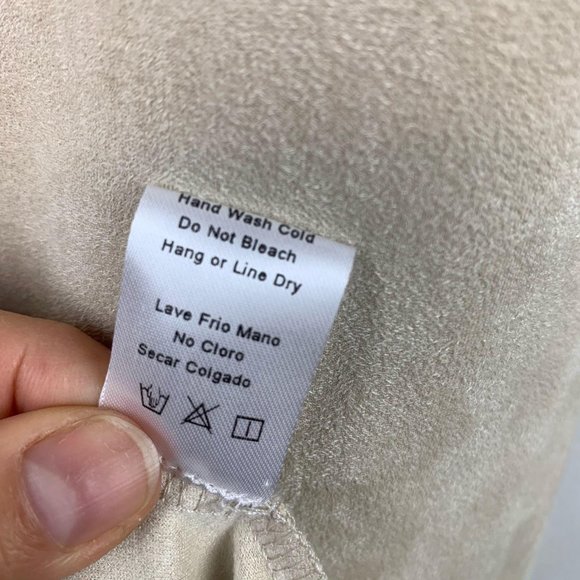 Hand Wash Cold
Do Not Bleach
Hang or Line Dry
Lave Frio Mano
No Cloro
Secar Colgado